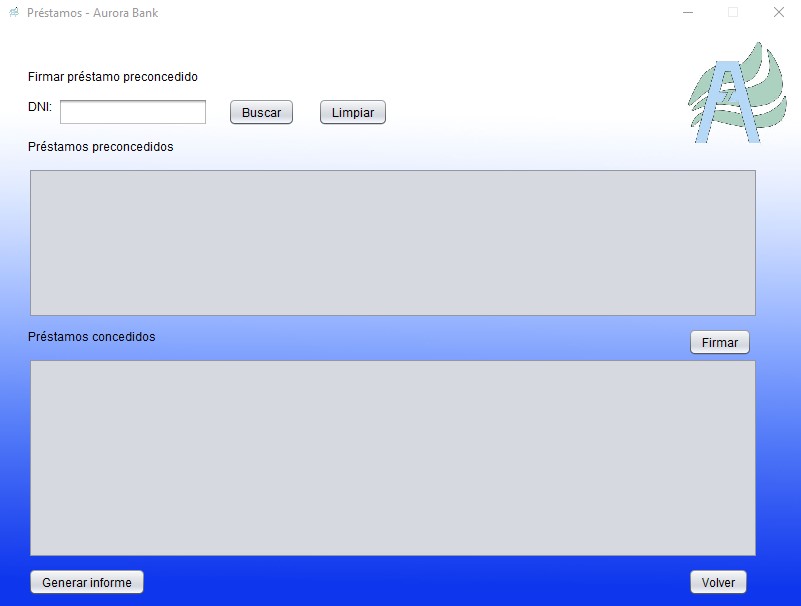 Préstamos - Aurora Bank
Firmar préstamo preconcedido
DNI:
Buscar
Limpiar
Préstamos preconcedidos
Préstamos concedidos
Firmar
Generar informe
Volver